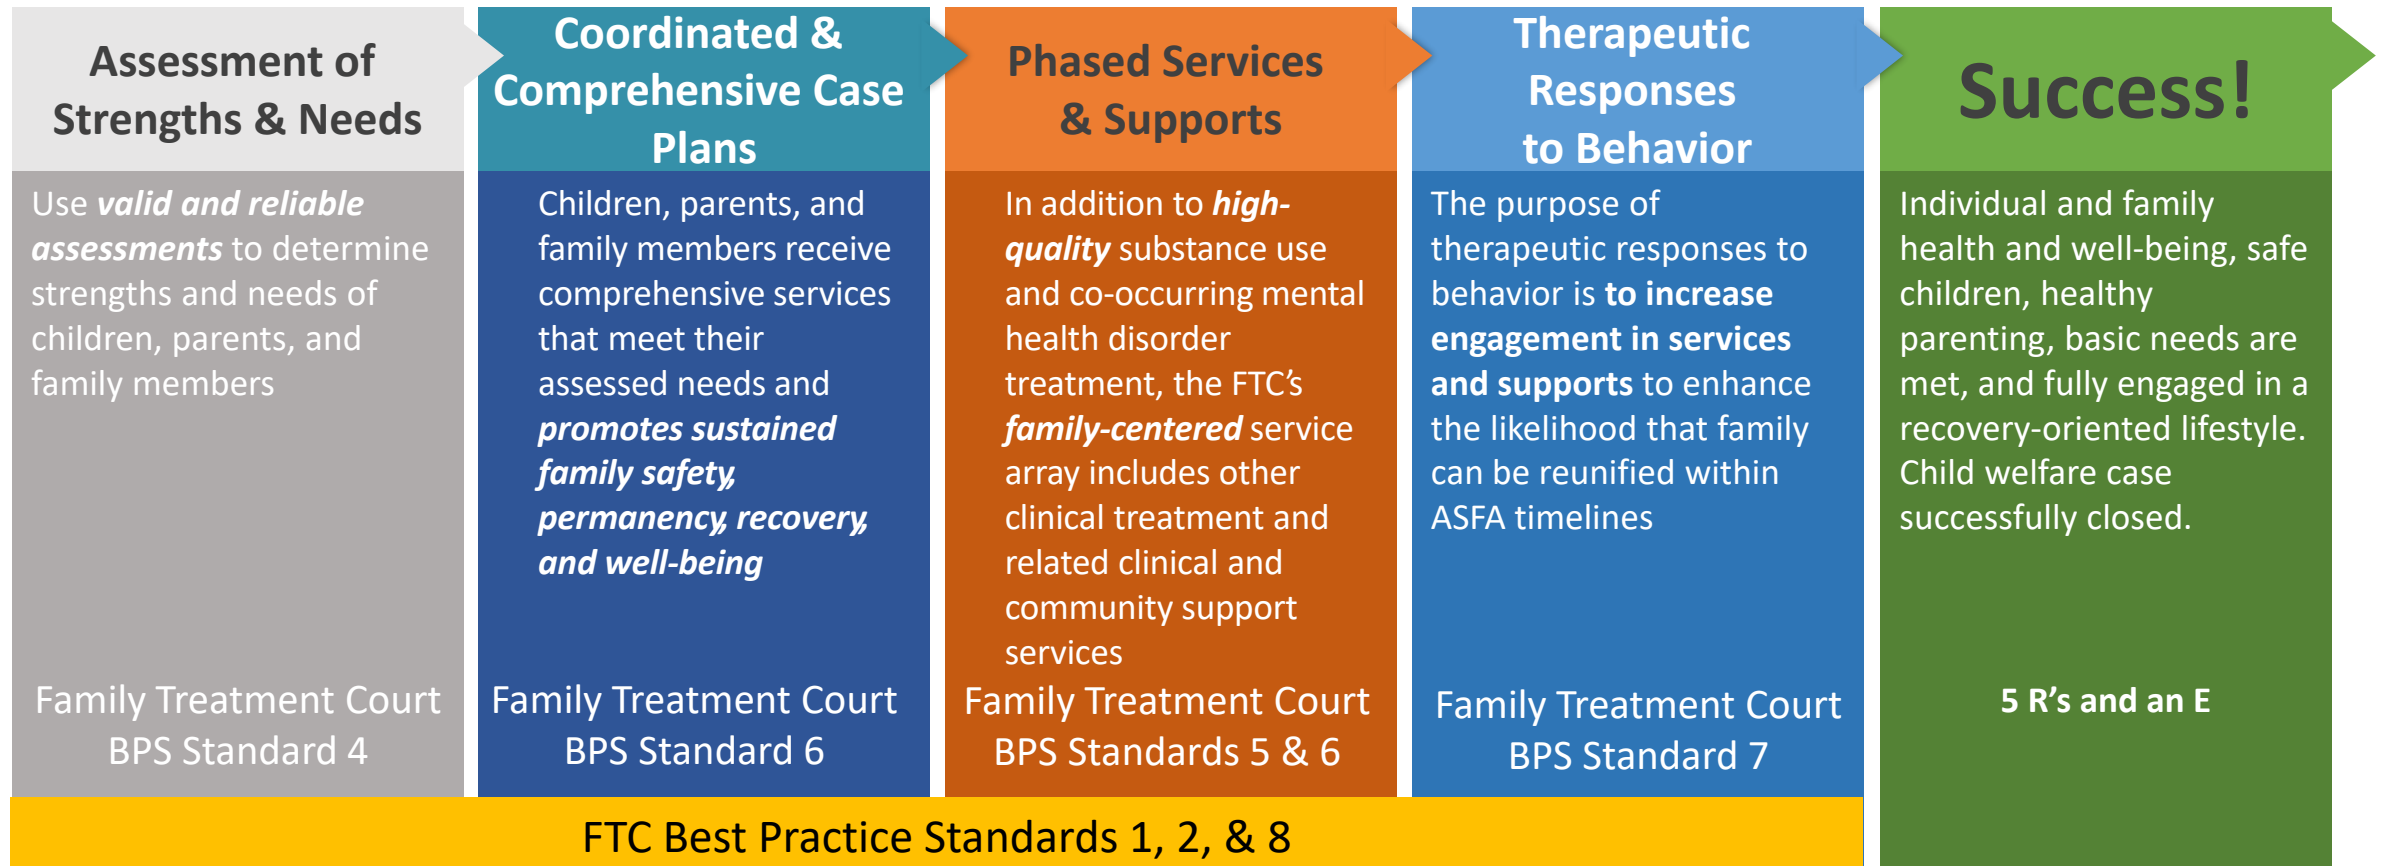 Assessment of
Strengths & Needs
Use valid and reliable
assessments to determine
strengths and needs of
children, parents, and
family members
Family Treatment Court
BPS Standard 4
Coordinated &
Comprehensive Case
Plans
Children, parents, and
family members receive
comprehensive services
that meet their
assessed needs and
promotes sustained
family safety,
permanency, recovery,
and well-being
Family Treatment Court
BPS Standard 6
Phased Services
& Supports
In addition to high-
quality substance use
and co-occurring mental
health disorder
treatment, the FTC’s
family-centered service
array includes other
clinical treatment and
related clinical and
community support
services
Family Treatment Court
BPS Standards 5 & 6
Therapeutic
Responses
to Behavior
The purpose of
therapeutic responses to
behavior is to increase
engagement in services
and supports to enhance
the likelihood that family
can be reunified within
ASFA timelines
Family Treatment Court
BPS Standard 7
Success!
Individual and family
health and well-being, safe
children, healthy
parenting, basic needs are
met, and fully engaged in a
recovery-oriented lifestyle.
Child welfare case
successfully closed.
5 R’s and an E
FTC Best Practice Standards 1, 2, & 8